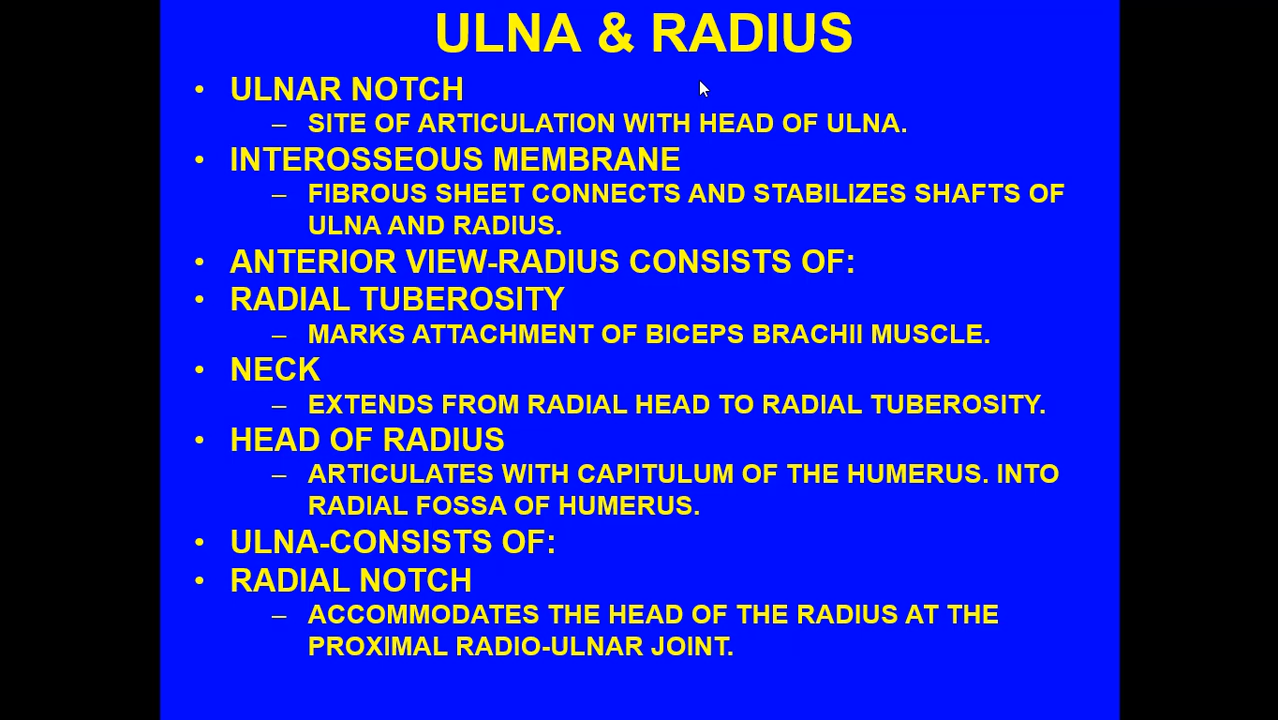 ULNA & RADIUS
• ULNAR NOTCH
– SITE OF ARTICULATION WITH HEAD OF ULNA.
• INTEROSSEOUS MEMBRANE
– FIBROUS SHEET CONNECTS AND STABILIZES SHAFTS OF
ULNA AND RADIUS.
• ANTERIOR VIEW-RADIUS CONSISTS OF:
• RADIAL TUBEROSITY
– MARKS ATTACHMENT OF BICEPS BRACHII MUSCLE.
• NECK
– EXTENDS FROM RADIAL HEAD TO RADIAL TUBEROSITY.
• HEAD OF RADIUS
– ARTICULATES WITH CAPITULUM OF THE HUMERUS. INTO
RADIAL FOSSA OF HUMERUS.
• ULNA-CONSISTS OF:
• RADIAL NOTCH
– ACCOMMODATES THE HEAD OF THE RADIUS AT THE
PROXIMAL RADIO-ULNAR JOINT.